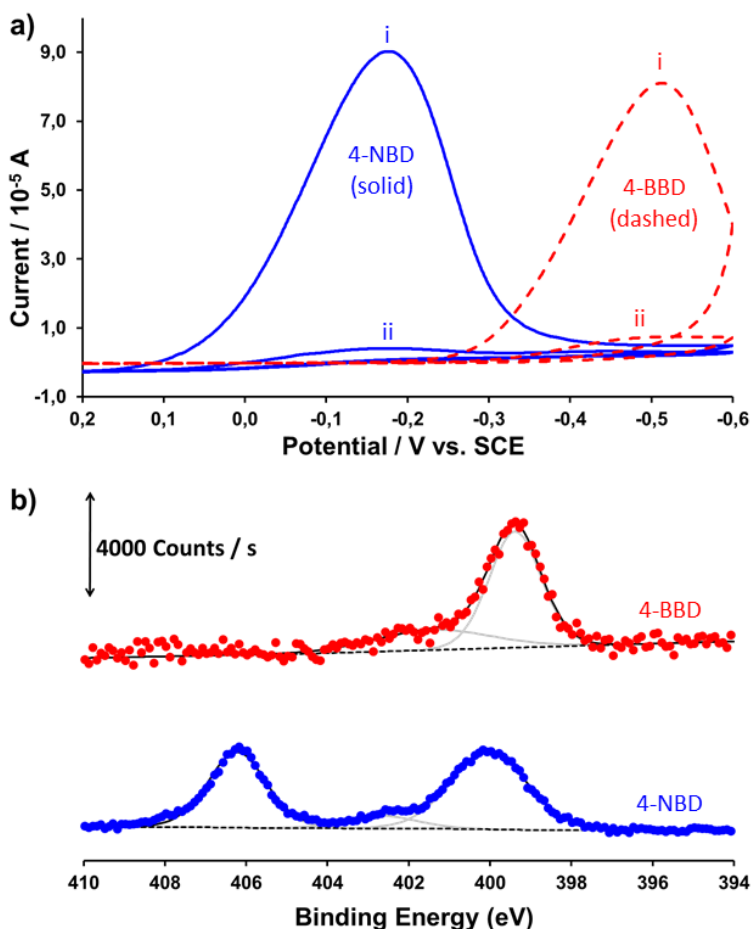 a)
9,0
7,0
5,0
3,0
1,0
-1,0
Current / 10⁻⁵ A
i
4-NBD
(solid)
ii
i
4-BBD
(dashed)
ii
0,2 0,1 0,0 -0,1 -0,2 -0,3 -0,4 -0,5 -0,6
Potential / V vs. SCE
b)
4000 Counts / s
4-BBD
4-NBD
410 408 406 404 402 400 398 396 394
Binding Energy (eV)